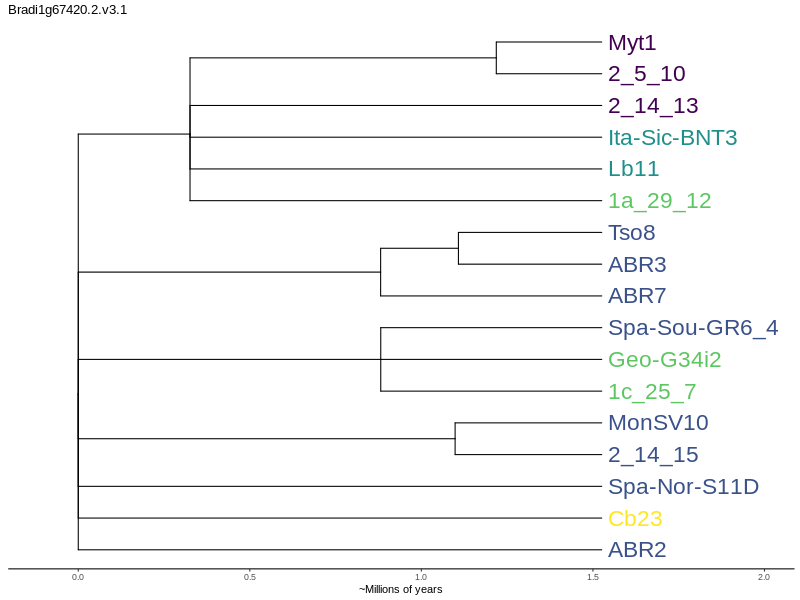 Bradi1g67420.2.v3.1
Myt1
2_5_10
2_14_13
Ita-Sic-BNT3
Lb11
1a_29_12
Tso8
ABR3
ABR7
Spa-Sou-GR6_4
Geo-G34i2
1c_25_7
MonSV10
2_14_15
Spa-Nor-S11D
Cb23
ABR2
0.0 0.5 1.0 1.5 2.0
~Millions of years